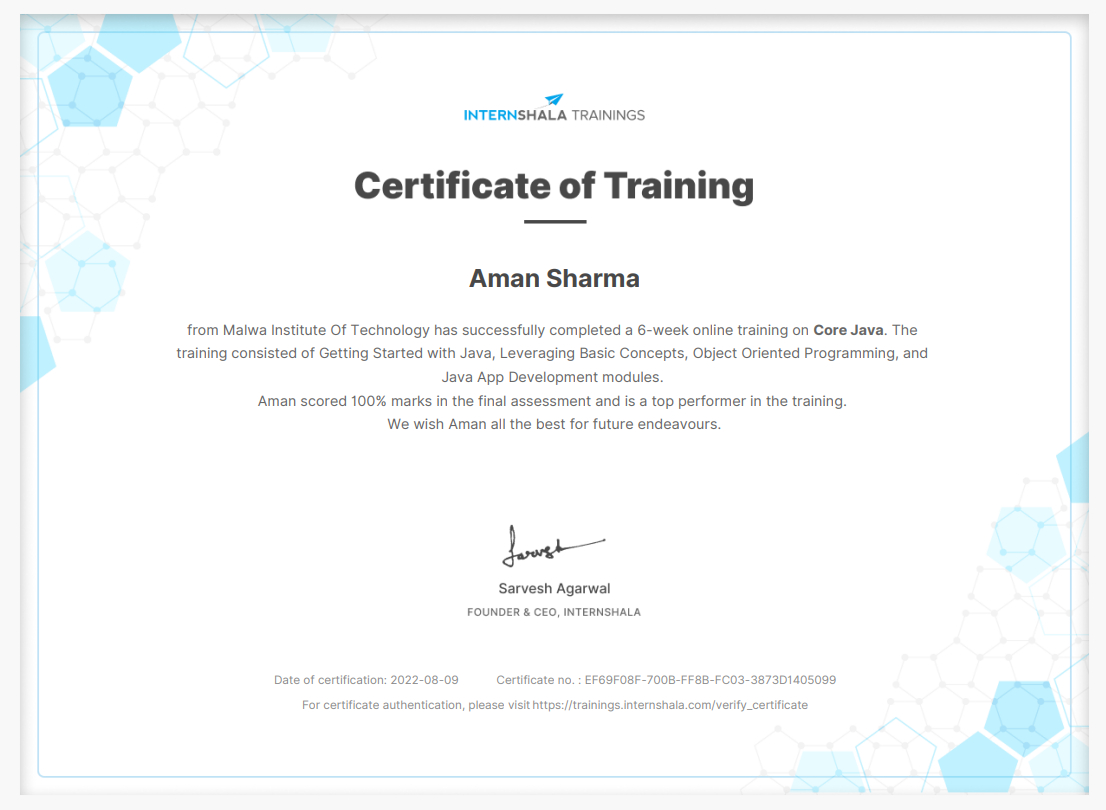 INTERNSHALA TRAININGS
Certificate of Training
Aman Sharma
from Malwa Institute Of Technology has successfully completed a 6-week online training on Core Java. The
training consisted of Getting Started with Java, Leveraging Basic Concepts, Object Oriented Programming, and
Java App Development modules.
Aman scored 100% marks in the final assessment and is a top performer in the training.
We wish Aman all the best for future endeavours.
Sarvesh
Sarvesh Agarwal
FOUNDER & CEO, INTERNSHALA
Date of certification: 2022-08-09 Certificate no. : EF69F08F-700B-FF8B-FC03-3873D1405099
For certificate authentication, please visit https://trainings.internshala.com/verify_certificate